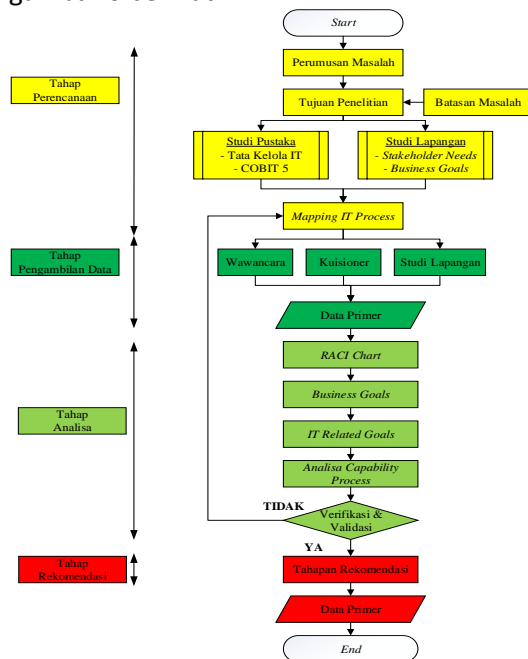 Start
Perumusan Masalah
Tahap
Perencanaan
Tujuan Penelitian
Batasan Masalah
Studi Pustaka
- Tata Kelola IT
- COBIT 5
Studi Lapangan
- Stakeholder Needs
- Business Goals
Mapping IT Process
Tahap
Pengambilan Data
Wawancara
Kuisioner
Studi Lapangan
Data Primer
RACI Chart
Business Goals
Tahap
Analisa
IT Related Goals
Analisa Capability
Process
TIDAK
Verifikasi &
Validasi
YA
Tahap
Rekomendasi
Tahapan Rekomendasi
Data Primer
End